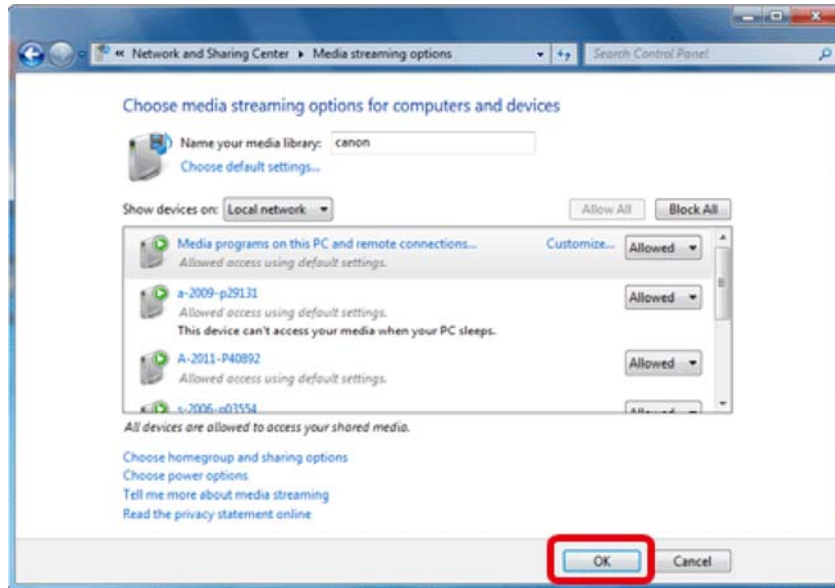 « Network and Sharing Center ▸ Media streaming options
Search Control Panel
Choose media streaming options for computers and devices
Name your media library: canon
Choose default settings...
Show devices on: Local network
Allow All Block All
Media programs on this PC and remote connections... Customize... Allowed
Allowed access using default settings.
a-2009-p29131 Allowed
Allowed access using default settings.
This device can't access your media when your PC sleeps.
A-2011-P40892 Allowed
Allowed access using default settings.
s-2006-p03554
All devices are allowed to access your shared media.
Choose homegroup and sharing options
Choose power options
Tell me more about media streaming
Read the privacy statement online
OK Cancel